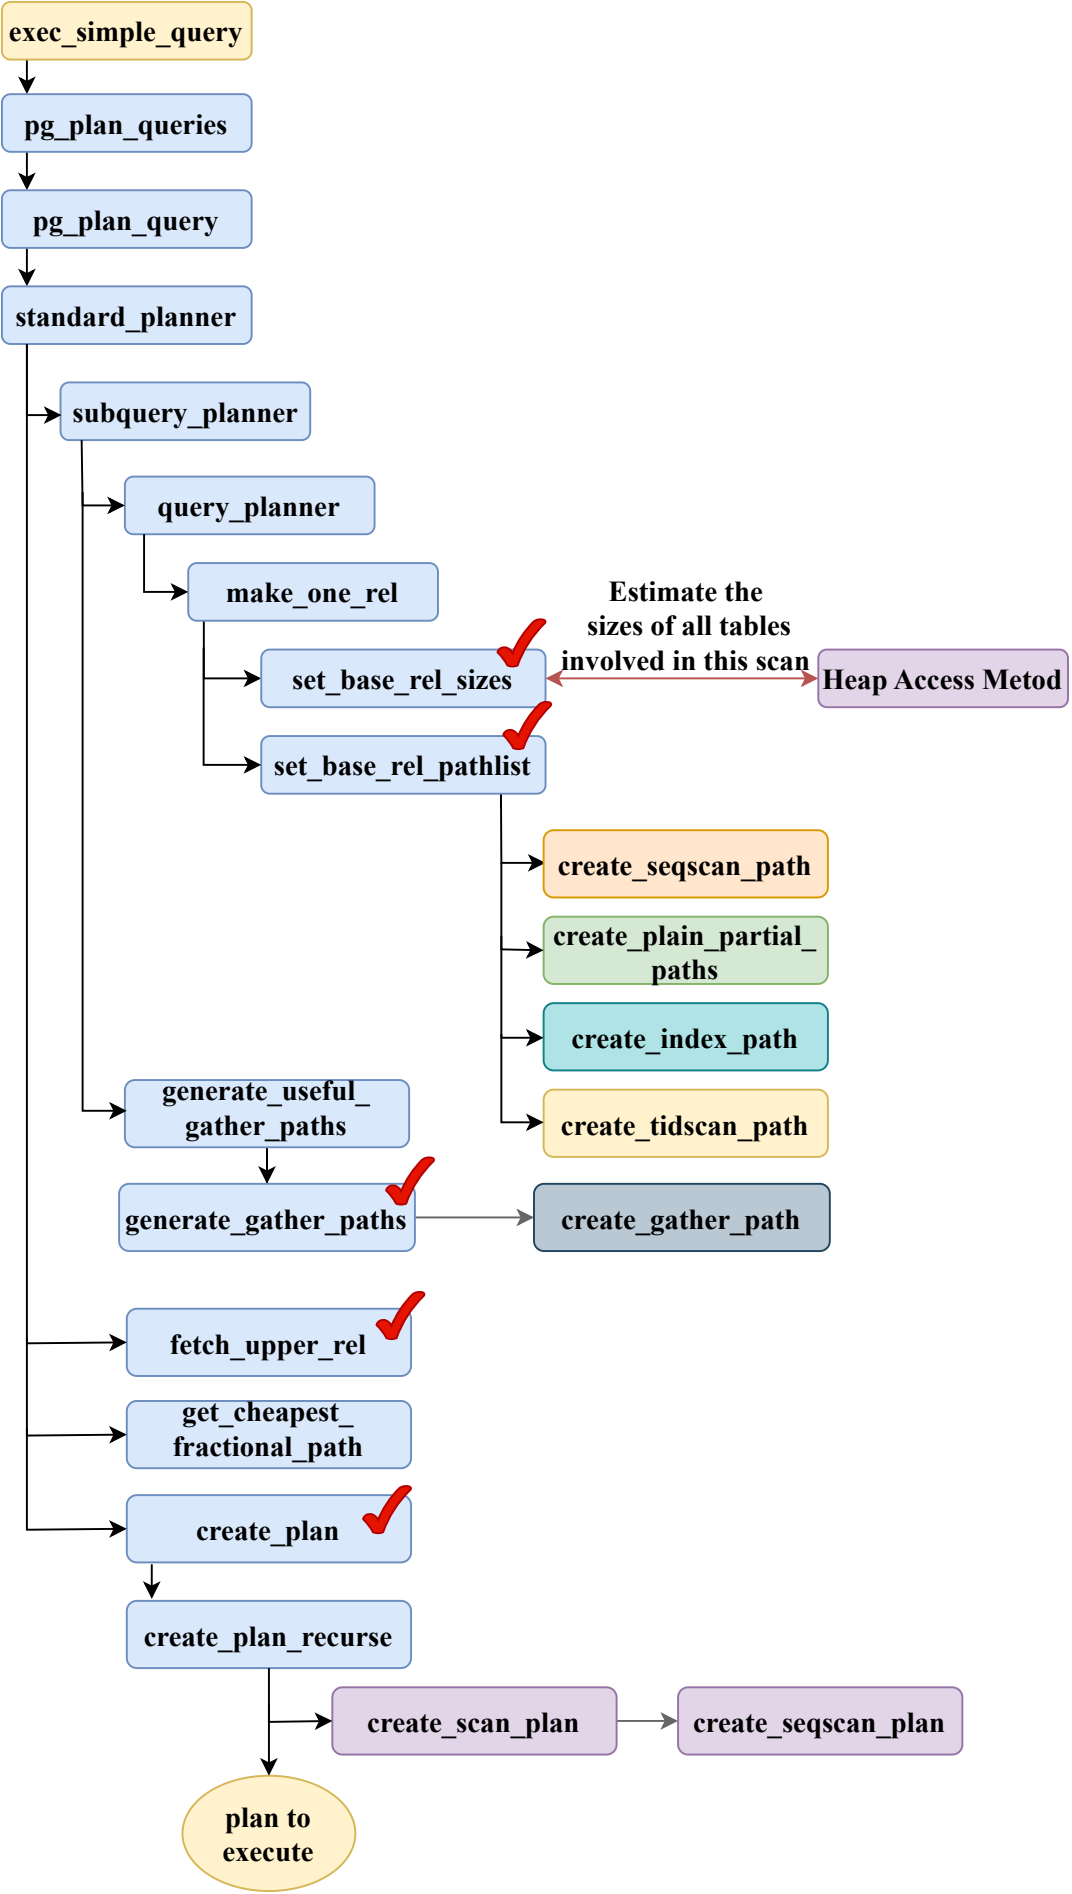 exec_simple_query
pg_plan_queries
pg_plan_query
standard_planner
subquery_planner
query_planner
make_one_rel
Estimate the
sizes of all tables
involved in this scan
set_base_rel_sizes
Heap Access Metod
set_base_rel_pathlist
create_seqscan_path
create_plain_partial_
paths
create_index_path
create_tidscan_path
generate_useful_
gather_paths
generate_gather_paths
create_gather_path
fetch_upper_rel
get_cheapest_
fractional_path
create_plan
create_plan_recurse
create_scan_plan
create_seqscan_plan
plan to
execute